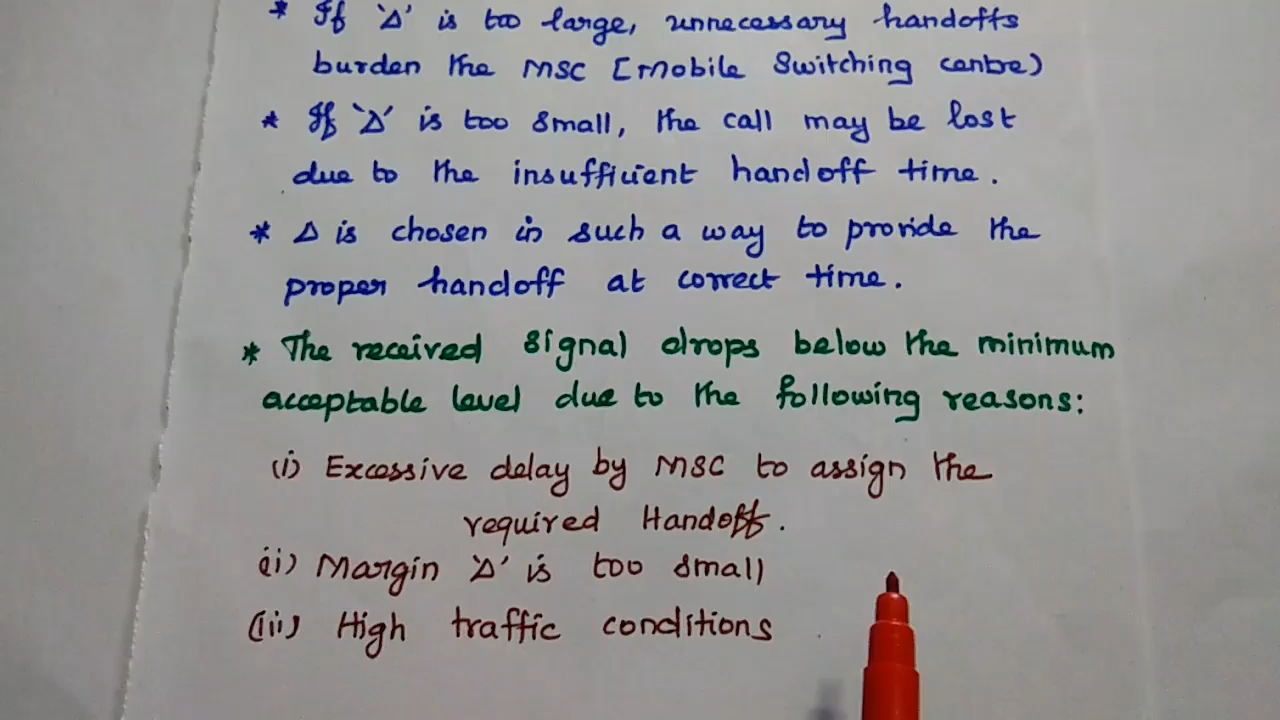 * If 'Δ' is too large, unnecessary handoffs
burden the MSC [Mobile Switching centre)
* If 'Δ' is too small, the call may be lost
due to the insufficient handoff time.
* Δ is chosen in such a way to provide the
proper handoff at correct time.
* The received signal drops below the minimum
acceptable level due to the following reasons:
(i) Excessive delay by MSC to assign the
required Handoff.
(ii) Margin 'Δ' is too small
(iii) High traffic conditions